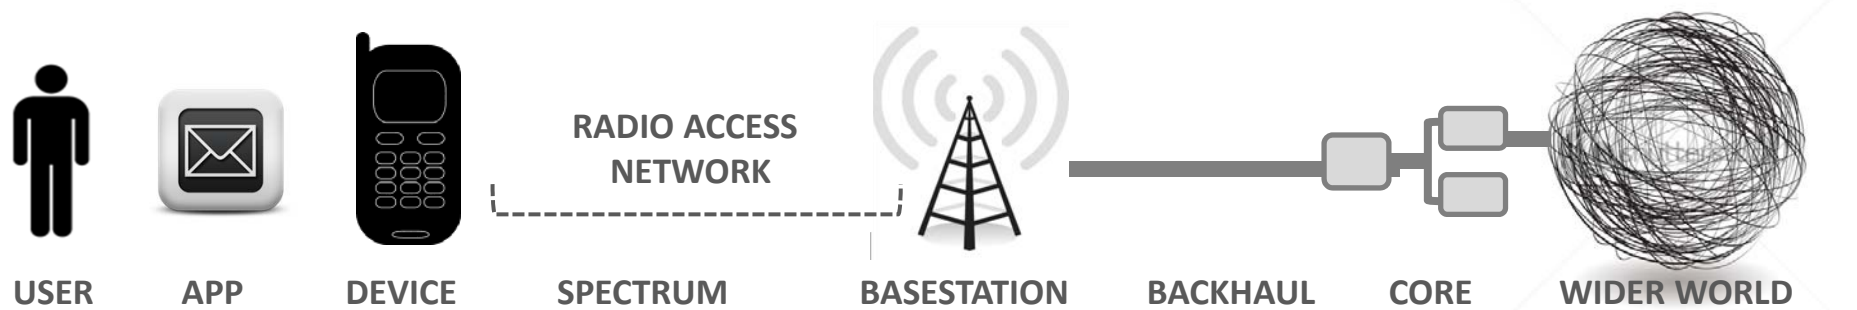 RADIO ACCESS
NETWORK
USER APP DEVICE SPECTRUM BASESTATION BACKHAUL CORE WIDER WORLD